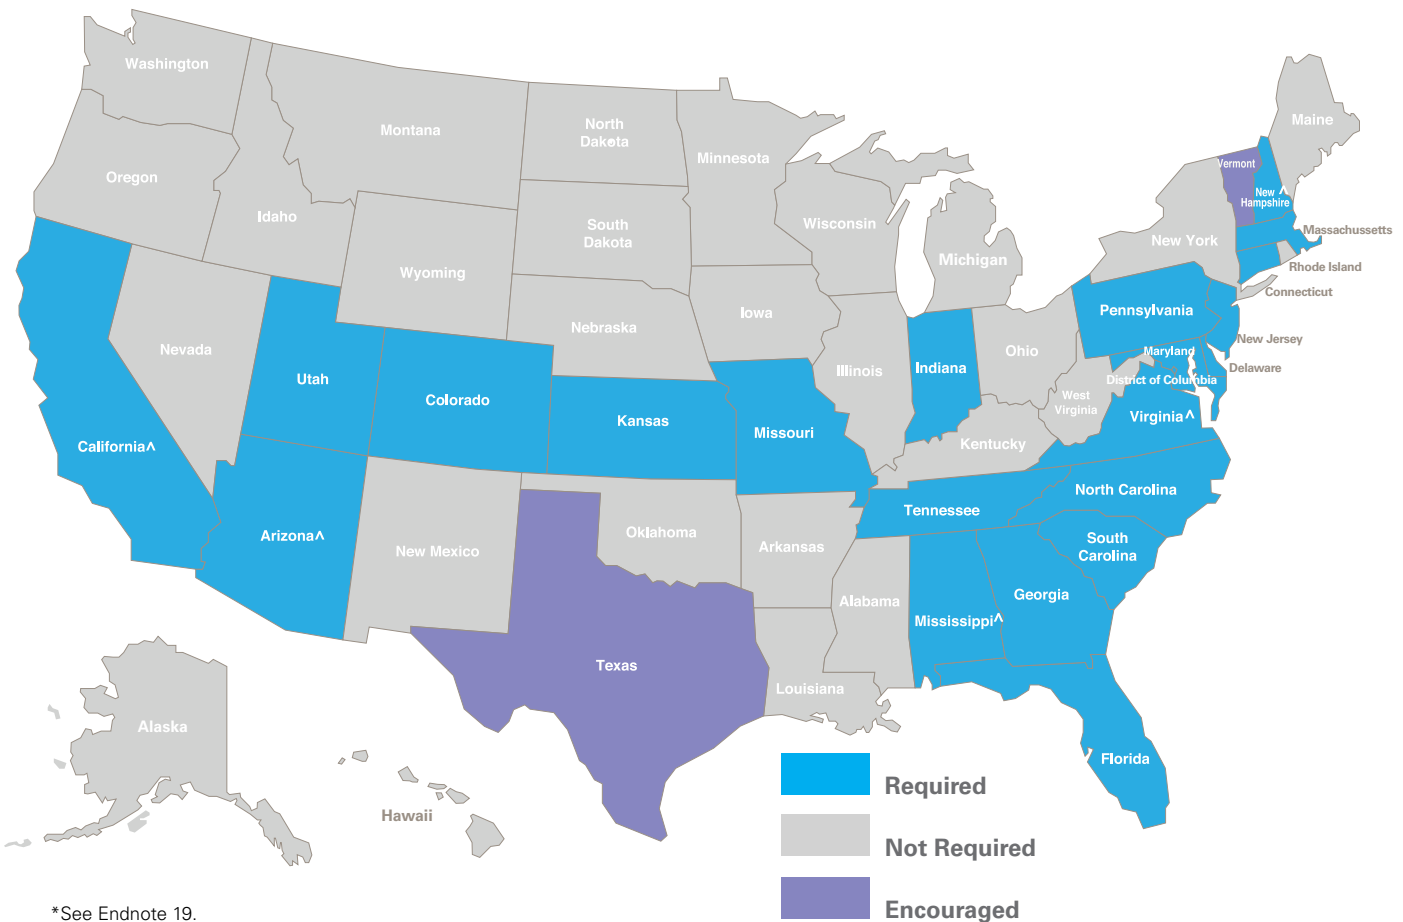 Washington
Montana
North
Dakota
Minnesota
Maine
Oregon
Idaho
Vermont
New ^
Hampshire
South
Dakota
Wisconsin
Massachussetts
New York
Michigan
Rhode Island
Wyoming
Connecticut
Pennsylvania
Iowa
Nebraska
New Jersey
Nevada
Ohio
Maryland
Illinois
Indiana
Delaware
Utah
District of Columbia
Colorado
West
Virginia
Virginia^
Kansas
Missouri
Kentucky
California^
North Carolina
Tennessee
Arizona^
New Mexico
Oklahoma
Arkansas
South
Carolina
Georgia
Alabama
Mississippi^
Texas
Louisiana
Alaska
Florida
Hawaii
Required
Not Required
Encouraged
*See Endnote 19.